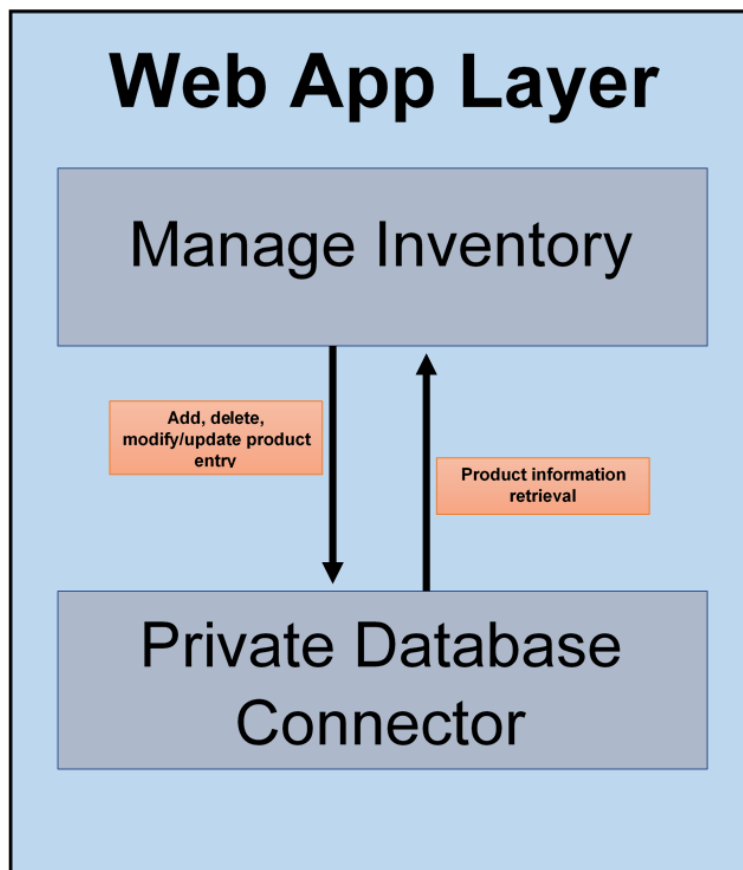 Web App Layer
Manage Inventory
Add, delete,
modify/update product
entry
Product information
retrieval
Private Database
Connector